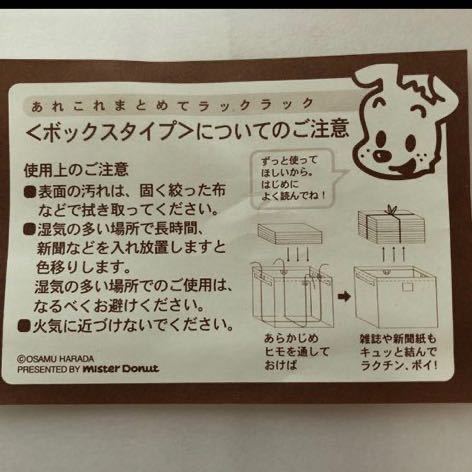 あれこれまとめてラックラック
<ボックスタイプ>についてのご注意
使用上のご注意
■表面の汚れは、固く絞った布
などで拭き取ってください。
■湿気の多い場所で長時間、
新聞などを入れ放置しますと
色移りします。
湿気の多い場所でのご使用は、
なるべくお避けください。
■火気に近づけないでください。
ずっと使って
ほしいから。
はじめに
よく読んでね!
あらかじめ
ヒモを通して
おけば
雑誌や新聞紙も
キュッと結んで
ラクチン、ポイ!
©OSAMU HARADA
PRESENTED BY mister Donut